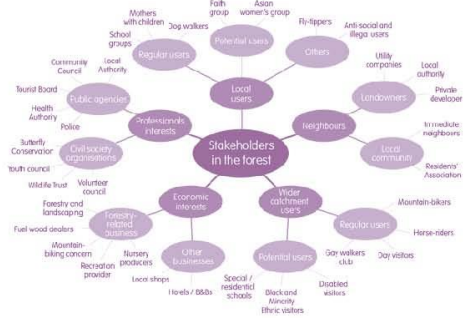 Mothers
with children
Dog walkers
School
groups
Regular users
Faith
group
Asian
women's group
Potential users
Fly-tippers
Anti-social and
illegal users
Others
Local
users
Community
Council
Local
Authority
Tourist Board
Health
Authority
Police
Public agencies
Professionals
interests
Butterfly
Conservation
Youth council
Wildlife Trust
Volunteer
council
Civil society
organisations
Stakeholders
in the forest
Neighbours
Utility
companies
Local
authority
Private
developer
Landowners
Immediate
neighbours
Residents'
Association
Local
community
Economic
interests
Forestry and
landscaping
Fuel wood dealers
Mountain-
biking concern
Recreation
provider
Nursery
producers
Forestry-
related
business
Other
businesses
Local shops
Hotels / B&Bs
Wider
catchment
users
Regular users
Mountain-bikers
Horse-riders
Day visitors
Gay walkers
club
Potential users
Special /
residential
schools
Black and
Minority
Ethnic visitors
Disabled
visitors